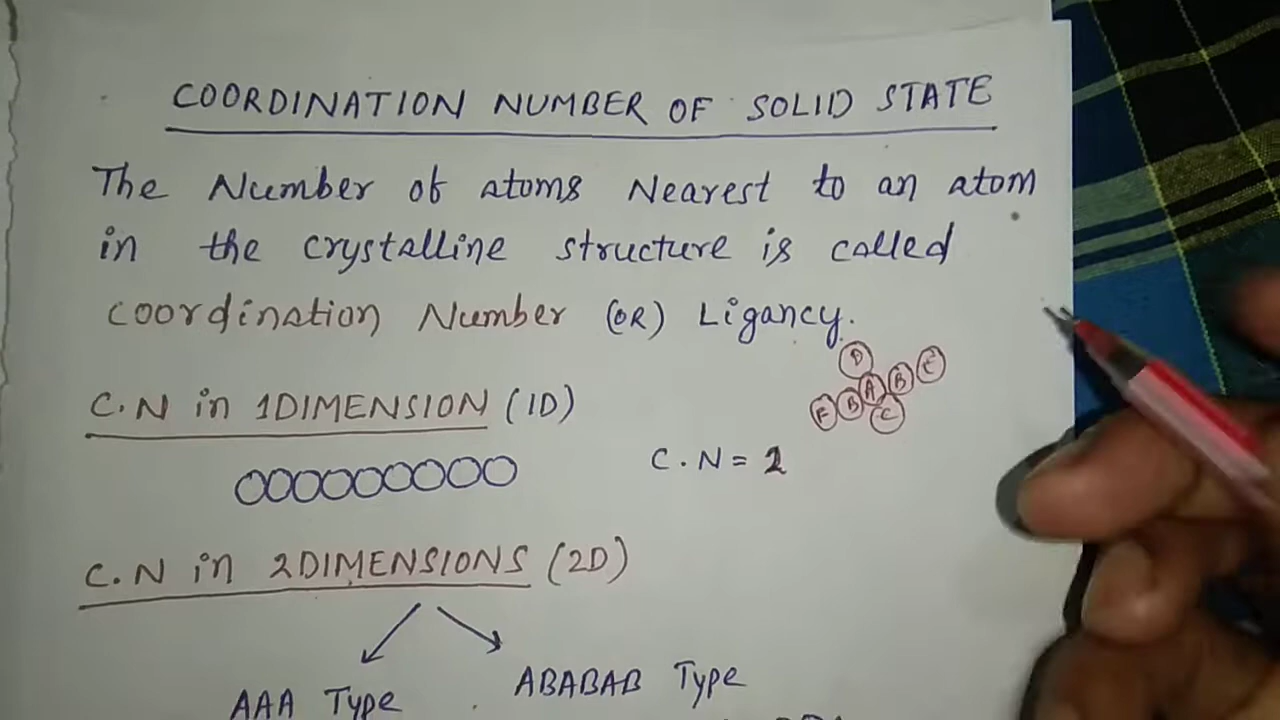 COORDINATION NUMBER OF SOLID STATE
The Number of atoms Nearest to an atom
in the crystalline structure is called
coordination Number (OR) Ligancy.
D
F B A B E
C
C.N in 1DIMENSION (1D)
C.N = 2
C.N in 2DIMENSIONS (2D)
AAA Type
ABABAB Type